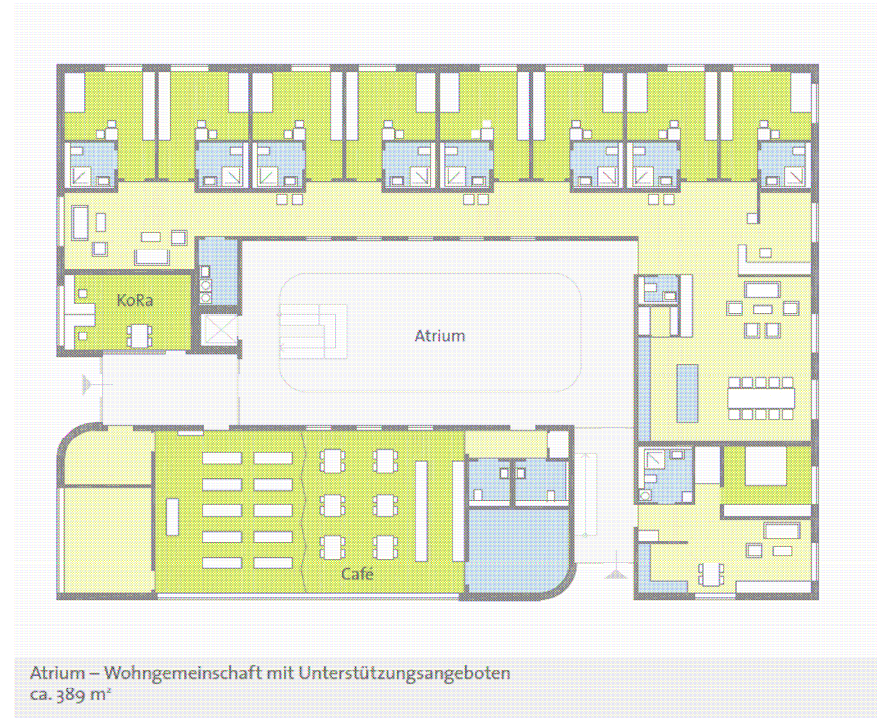 KoRa
Atrium
Café
Atrium – Wohngemeinschaft mit Unterstützungsangeboten
ca. 389 m²